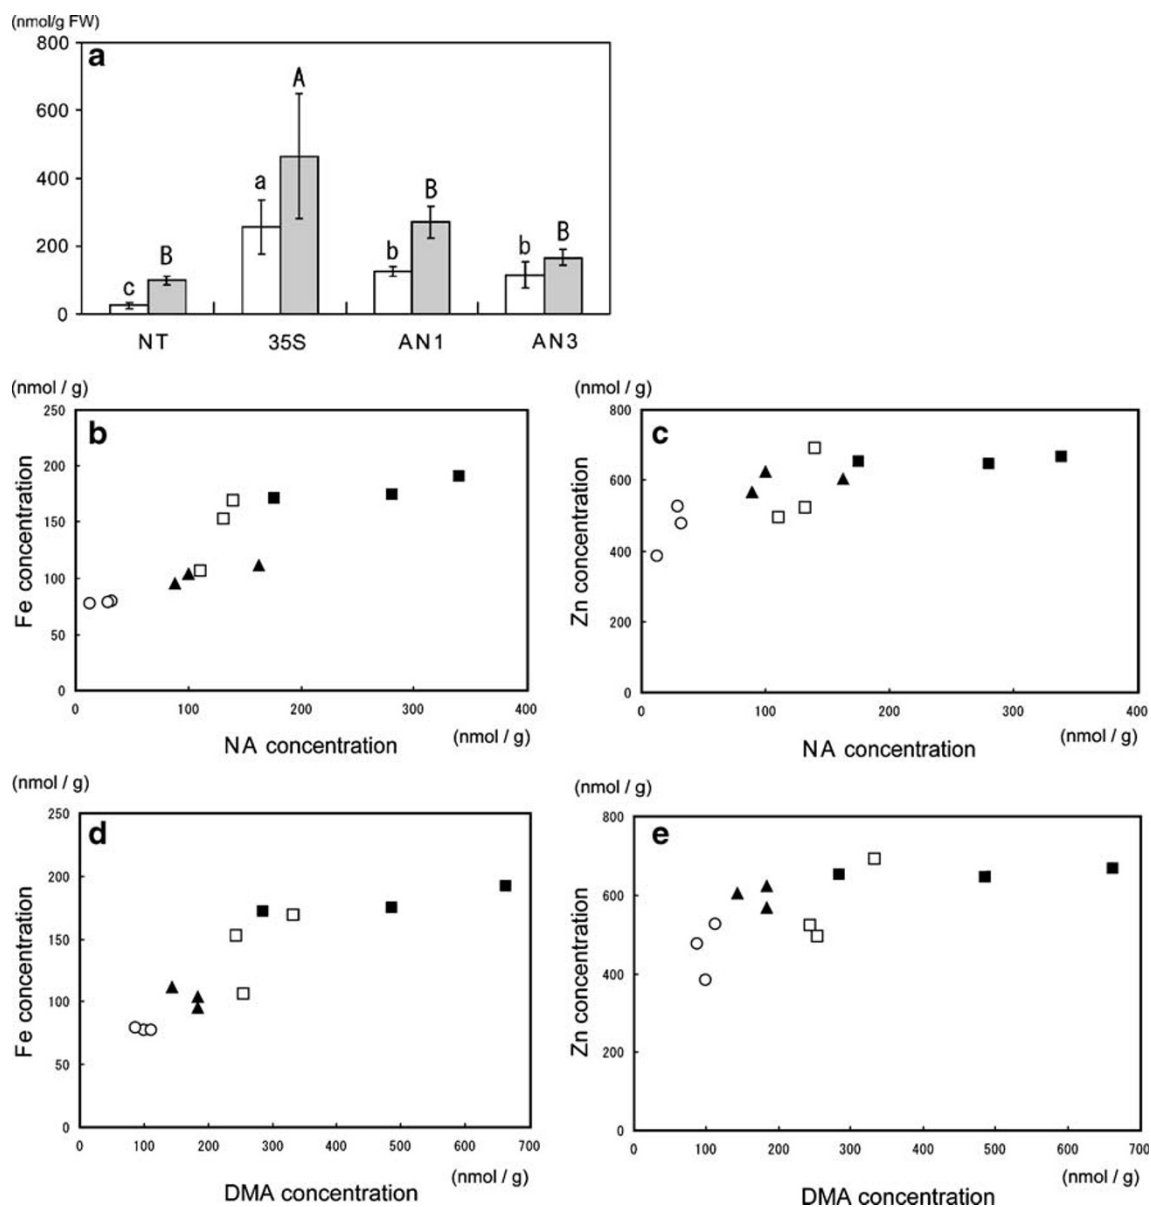 (nmol/g FW)
800
a
600
400
200
0
c
B
a
A
b
B
b
B
NT 35S AN1 AN3
(nmol / g)
250
b
200
150
100
50
0
Fe concentration
0 100 200 300 400
NA concentration
(nmol / g)
(nmol / g)
800
c
600
400
200
0
Zn concentration
0 100 200 300 400
NA concentration
(nmol / g)
(nmol / g)
250
d
200
150
100
50
0
Fe concentration
0 100 200 300 400 500 600 700
DMA concentration
(nmol / g)
(nmol / g)
800
e
600
400
200
0
Zn concentration
0 100 200 300 400 500 600 700
DMA concentration
(nmol / g)